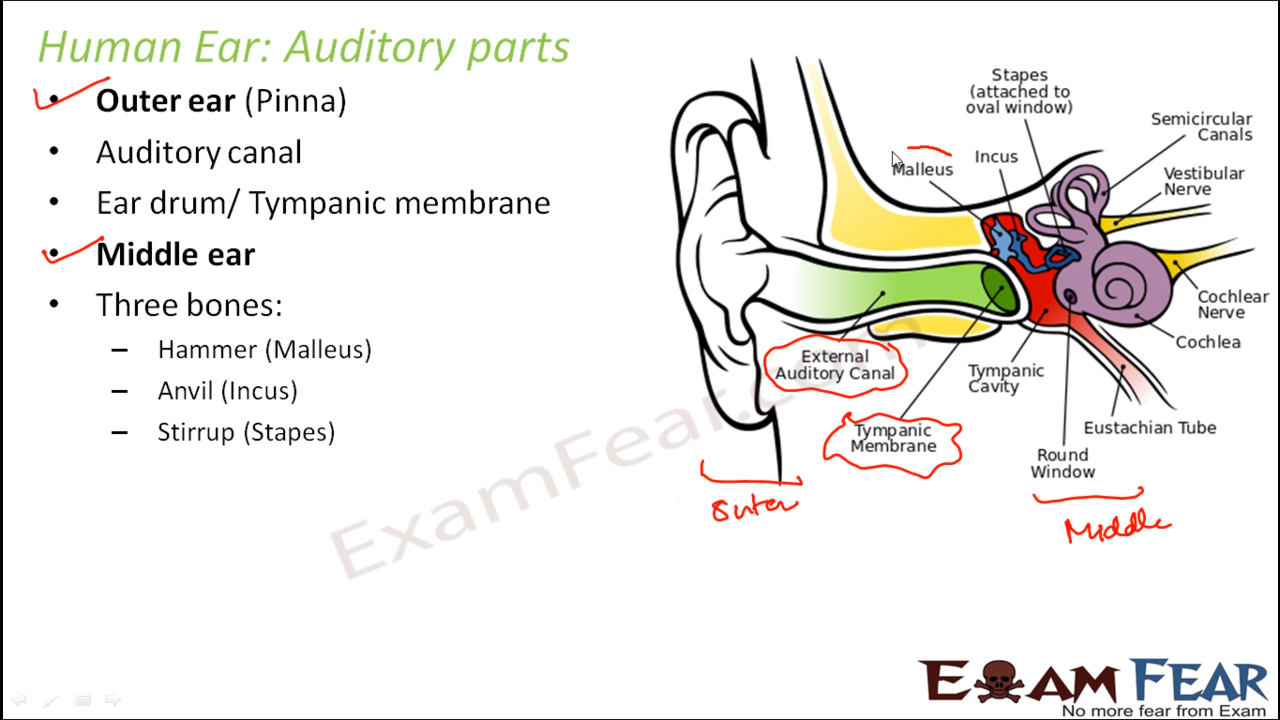 Human Ear: Auditory parts
• Outer ear (Pinna)
• Auditory canal
• Ear drum/ Tympanic membrane
• Middle ear
• Three bones:
– Hammer (Malleus)
– Anvil (Incus)
– Stirrup (Stapes)
Stapes
(attached to
oval window)
Semicircular
Canals
Malleus
Incus
Vestibular
Nerve
Cochlear
Nerve
Cochlea
External
Auditory Canal
Tympanic
Cavity
Tympanic
Membrane
Eustachian Tube
Round
Window
Outer
Middle
ExamFear.com
EXAM FEAR
No more fear from Exam